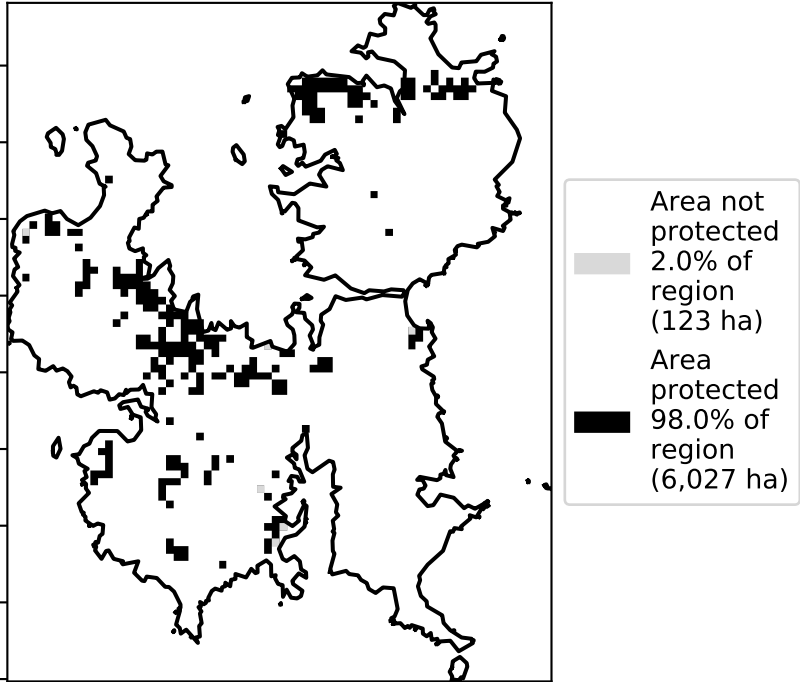 Area not
protected
2.0% of
region
(123 ha)
Area
protected
98.0% of
region
(6,027 ha)